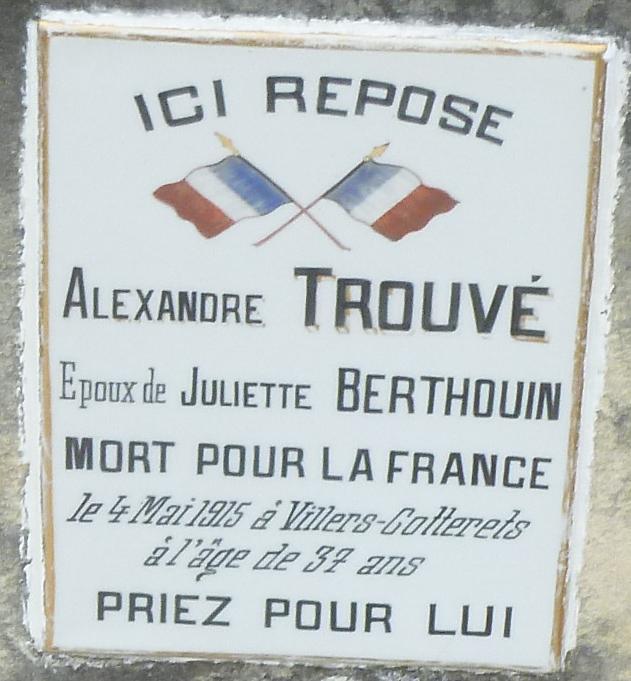 ICI REPOSE
ALEXANDRE TROUVÉ
Epoux de JULIETTE BERTHOUIN
MORT POUR LA FRANCE
le 4 Mai 1915 à Villers-Cotterets
à l'âge de 37 ans
PRIEZ POUR LUI